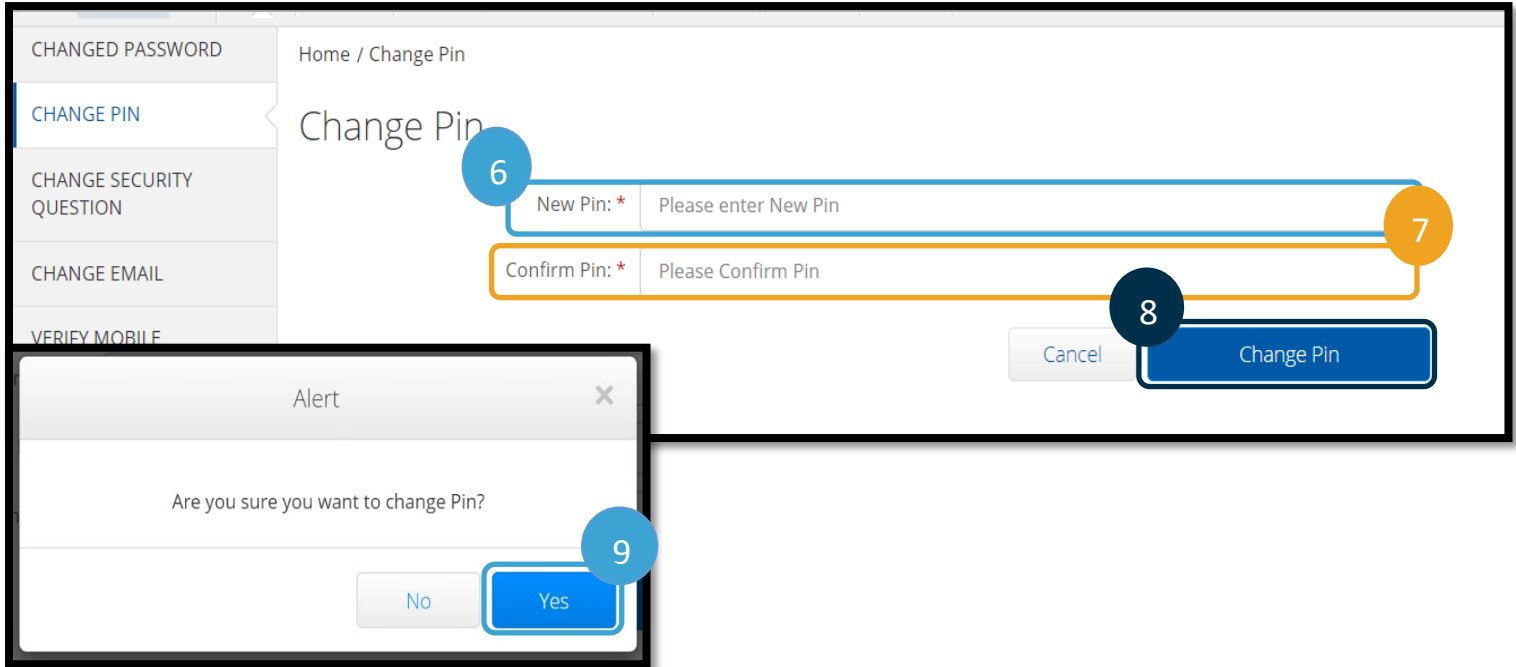 CHANGED PASSWORD
CHANGE PIN
CHANGE SECURITY
QUESTION
CHANGE EMAIL
VERIFY MOBILE
Home / Change Pin
Change Pin
6
New Pin: * Please enter New Pin
7
Confirm Pin: * Please Confirm Pin
8
Cancel Change Pin
Alert ×
Are you sure you want to change Pin?
9
No Yes